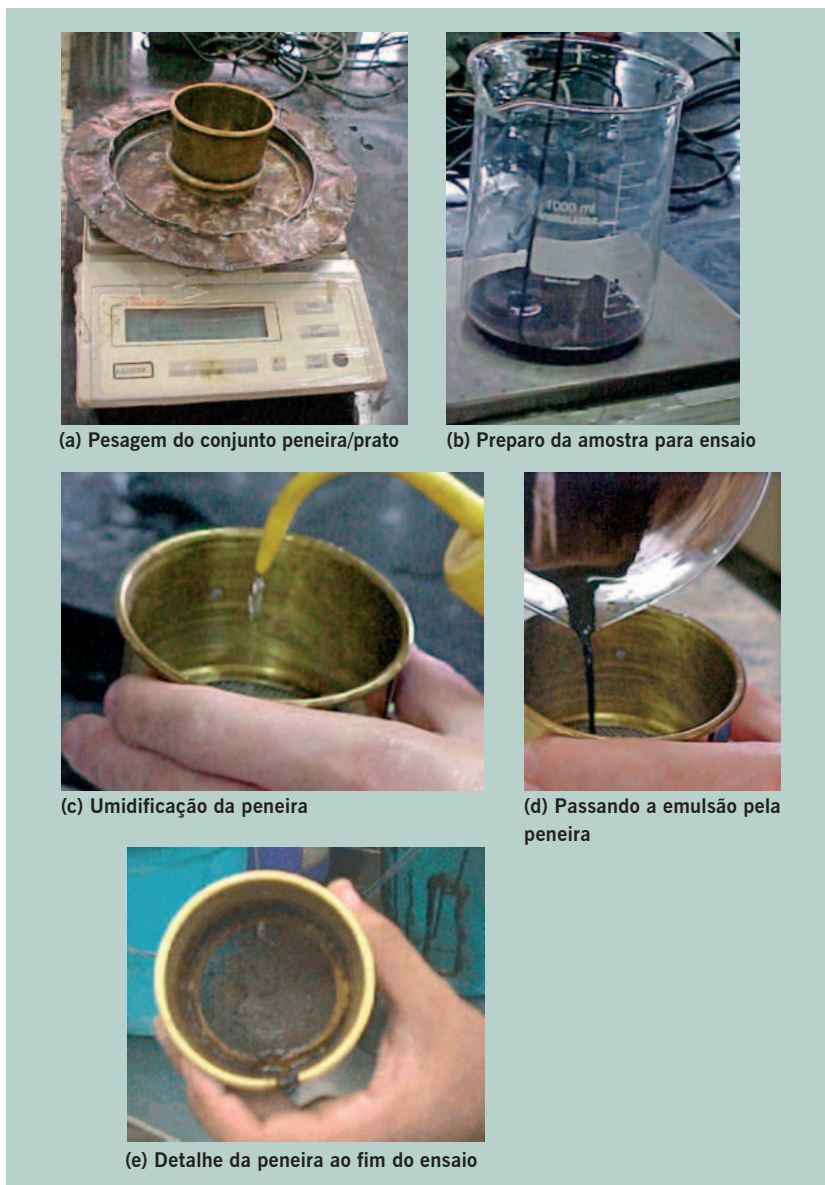 1000 ml
(a) Pesagem do conjunto peneira/prato
(b) Preparo da amostra para ensaio
(c) Umidificação da peneira
(d) Passando a emulsão pela
peneira
(e) Detalhe da peneira ao fim do ensaio